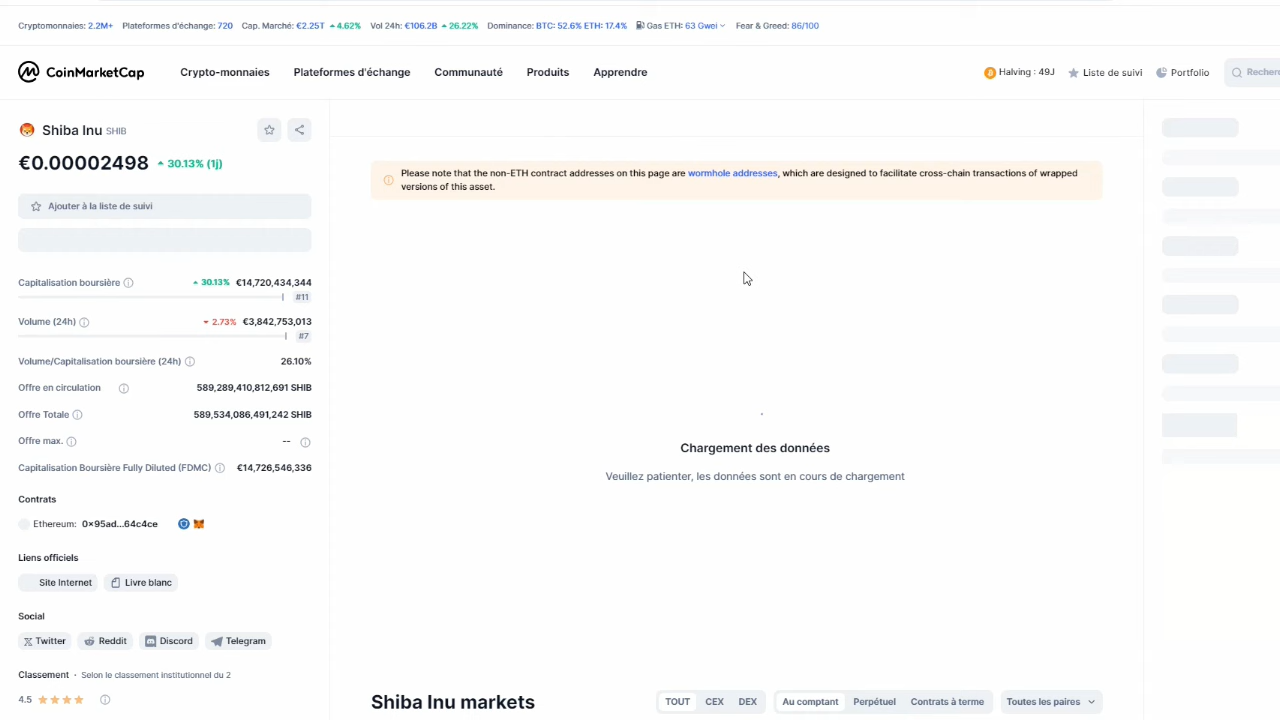 Cryptomonnaies: 2.2M+ Plateformes d'échange: 720 Cap. Marché: €2.25T 4.62% Vol 24h: €106.2B 26.22% Dominance: BTC: 52.6% ETH: 17.4% Gas ETH: 63 Gwei Fear & Greed: 86/100
CoinMarketCap Crypto-monnaies Plateformes d'échange Communauté Produits Apprendre Halving : 49J Liste de suivi Portfolio
Shiba Inu SHIB
€0.00002498 30.13% (1j)
Please note that the non-ETH contract addresses on this page are wormhole addresses, which are designed to facilitate cross-chain transactions of wrapped
versions of this asset.
Ajouter à la liste de suivi
Capitalisation boursière 30.13% €14,720,434,344
#11
Volume (24h) 2.73% €3,842,753,013
#7
Volume/Capitalisation boursière (24h) 26.10%
Offre en circulation 589,289,410,812,691 SHIB
Offre Totale 589,534,086,491,242 SHIB
Offre max. --
Capitalisation Boursière Fully Diluted (FDMC) €14,726,546,336
Chargement des données
Veuillez patienter, les données sont en cours de chargement
Contrats
Ethereum: 0x95ad...64c4ce
Liens officiels
Site Internet Livre blanc
Social
Twitter Reddit Discord Telegram
Classement · Selon le classement institutionnel du 2
4.5
Shiba Inu markets TOUT CEX DEX Au comptant Perpétuel Contrats à terme Toutes les paires